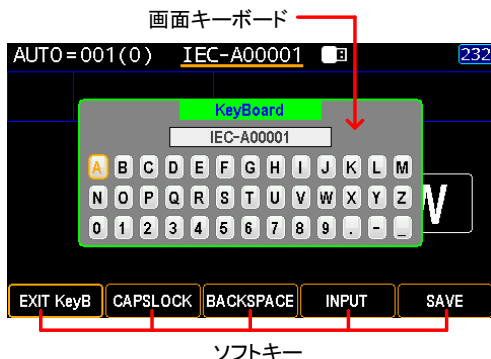 画面キーボード
AUTO=001(0) IEC-A00001 232
KeyBoard
IEC-A00001
A B C D E F G H I J K L M
N O P Q R S T U V W X Y Z
0 1 2 3 4 5 6 7 8 9 . - _
W
EXIT KeyB CAPSLOCK BACKSPACE INPUT SAVE
ソフトキー